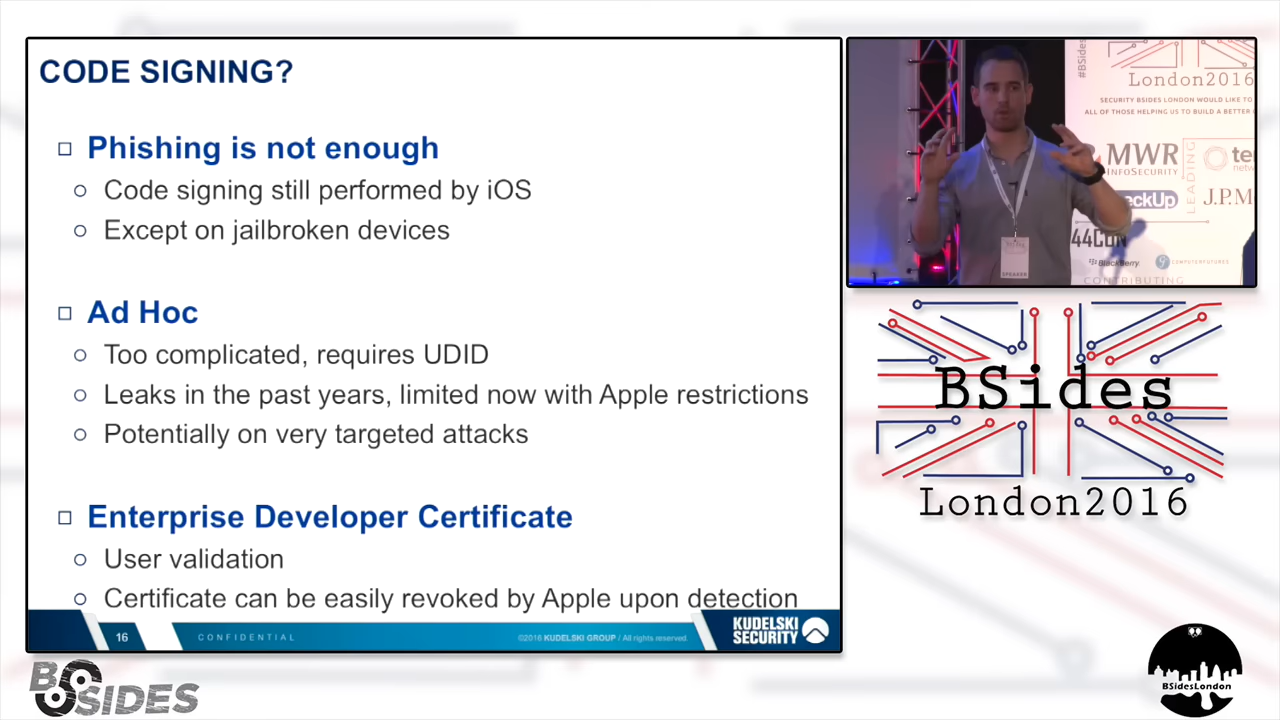 CODE SIGNING?
Phishing is not enough
Code signing still performed by iOS
Except on jailbroken devices
Ad Hoc
Too complicated, requires UDID
Leaks in the past years, limited now with Apple restrictions
Potentially on very targeted attacks
Enterprise Developer Certificate
User validation
Certificate can be easily revoked by Apple upon detection
16
CONFIDENTIAL
©2016 KUDELSKI GROUP / All rights reserved.
KUDELSKI
SECURITY
London2016
SECURITY BSIDES LONDON WOULD LIKE TO
ALL OF THOSE HELPING US TO BUILD A BETTER
MWR
INFOSECURITY
LEADING
J.P.M
44CON
BlackBerry
COMPUTERFUTURES
CONTRIBUTING
SPEAKER
BSides
London2016
BSIDES
BSidesLondon